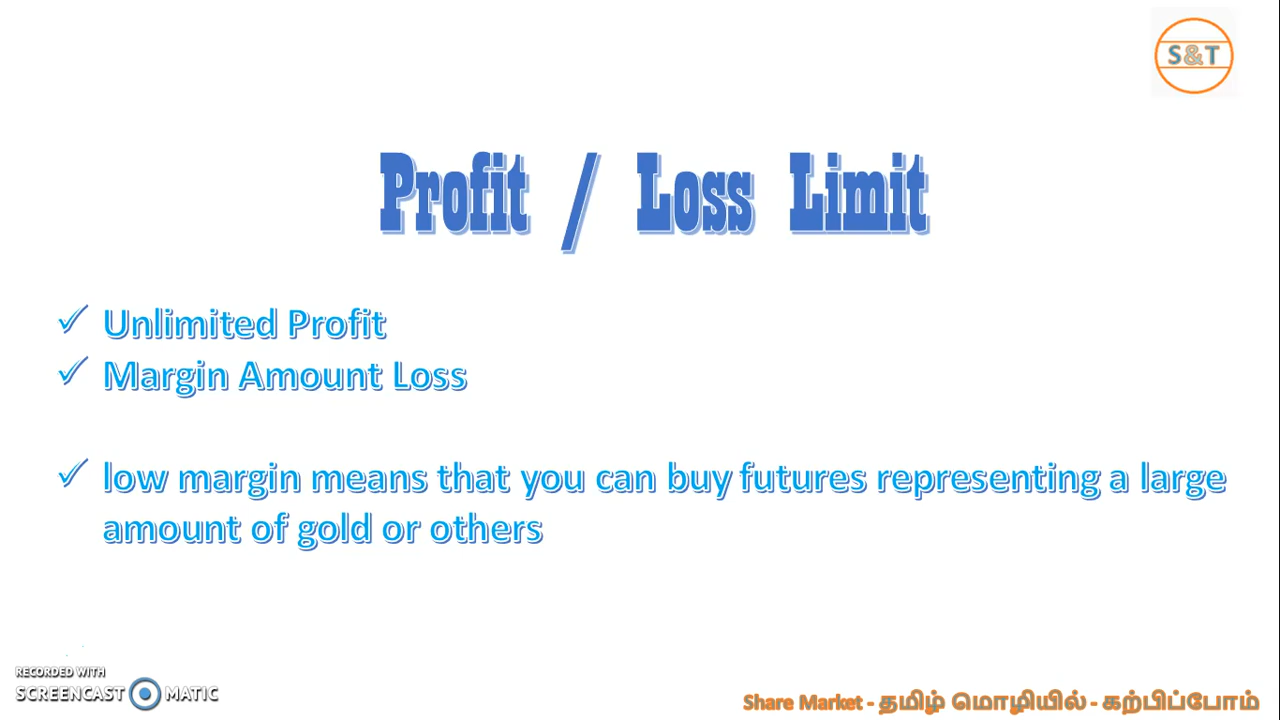 S&T
Profit / Loss Limit
✓ Unlimited Profit
✓ Margin Amount Loss
✓ low margin means that you can buy futures representing a large
amount of gold or others
RECORDED WITH
SCREENCAST MATIC
Share Market - தமிழ் மொழியில் - கற்பிப்போம்